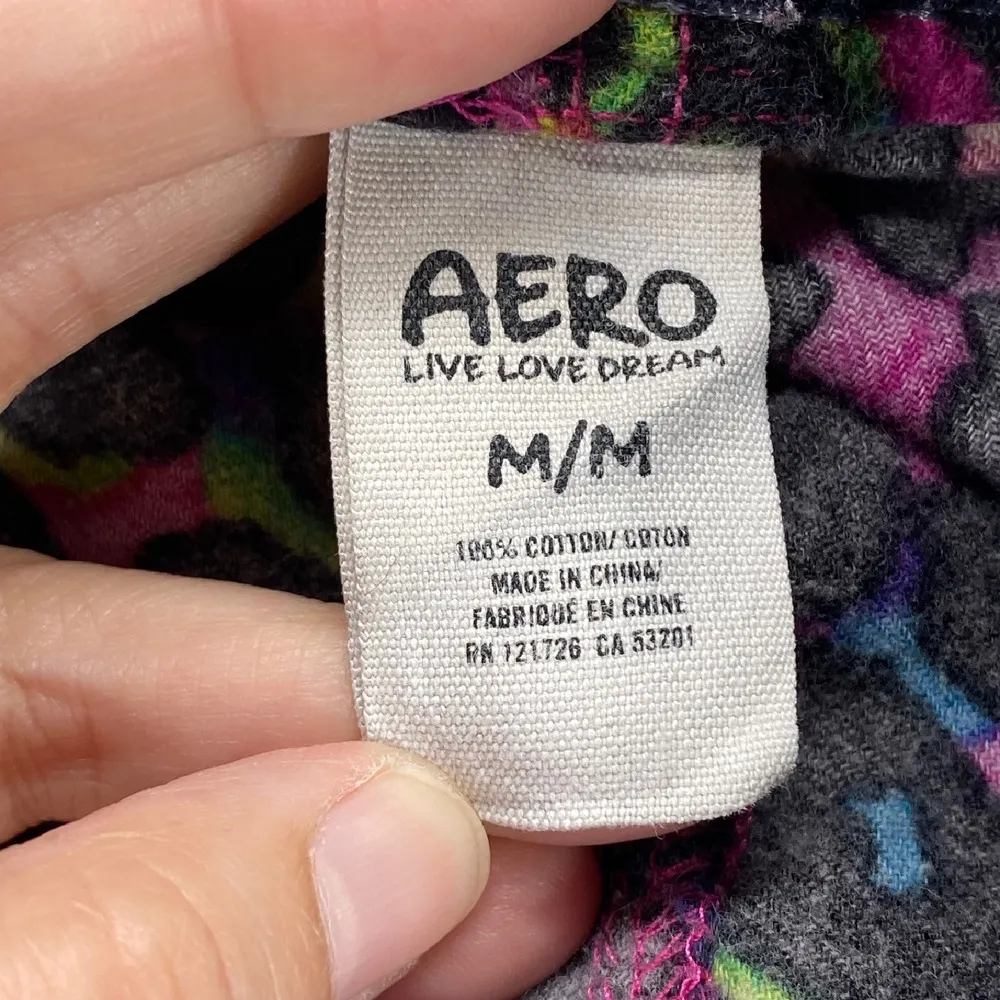 AERO
LIVE LOVE DREAM
M/M
100% COTTON/ COTON
MADE IN CHINA/
FABRIQUÉ EN CHINE
RN 121726 CA 53201